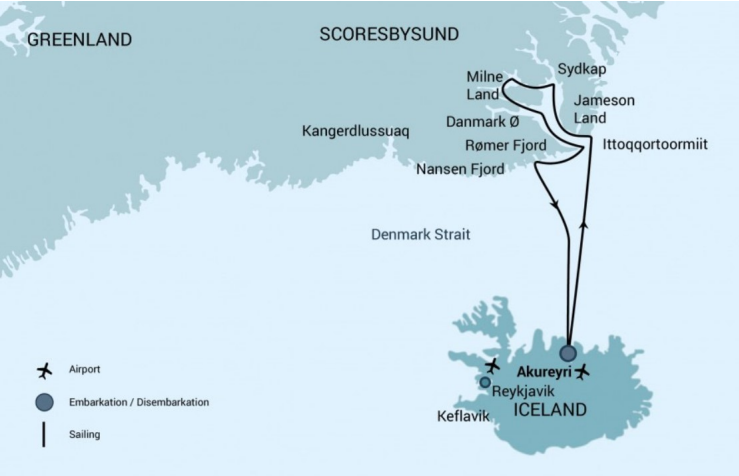 GREENLAND
SCORESBYSUND
Sydkap
Milne
Land
Jameson
Land
Danmark Ø
Kangerdlussuaq
Rømer Fjord
Ittoqqortoormiit
Nansen Fjord
Denmark Strait
Airport
Akureyri
Embarkation / Disembarkation
Reykjavik
Keflavik
ICELAND
Sailing